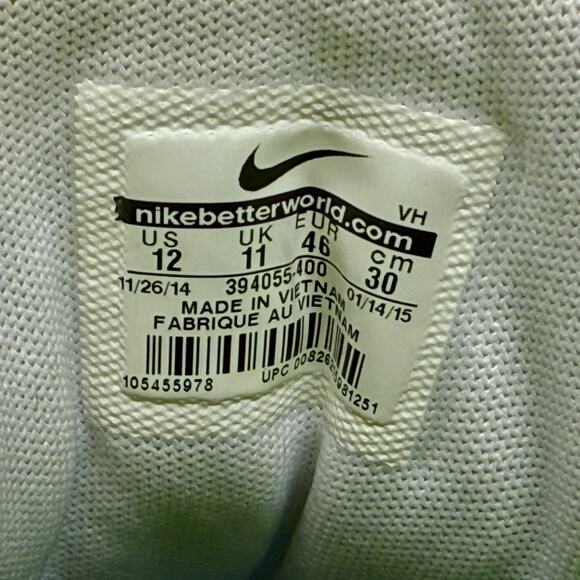 nikebetterworld.com VH
US UK EUR cm
12 11 46 30
11/26/14 394055-400 01/14/15
MADE IN VIETNAM
FABRIQUE AU VIETNAM
105455978
UPC